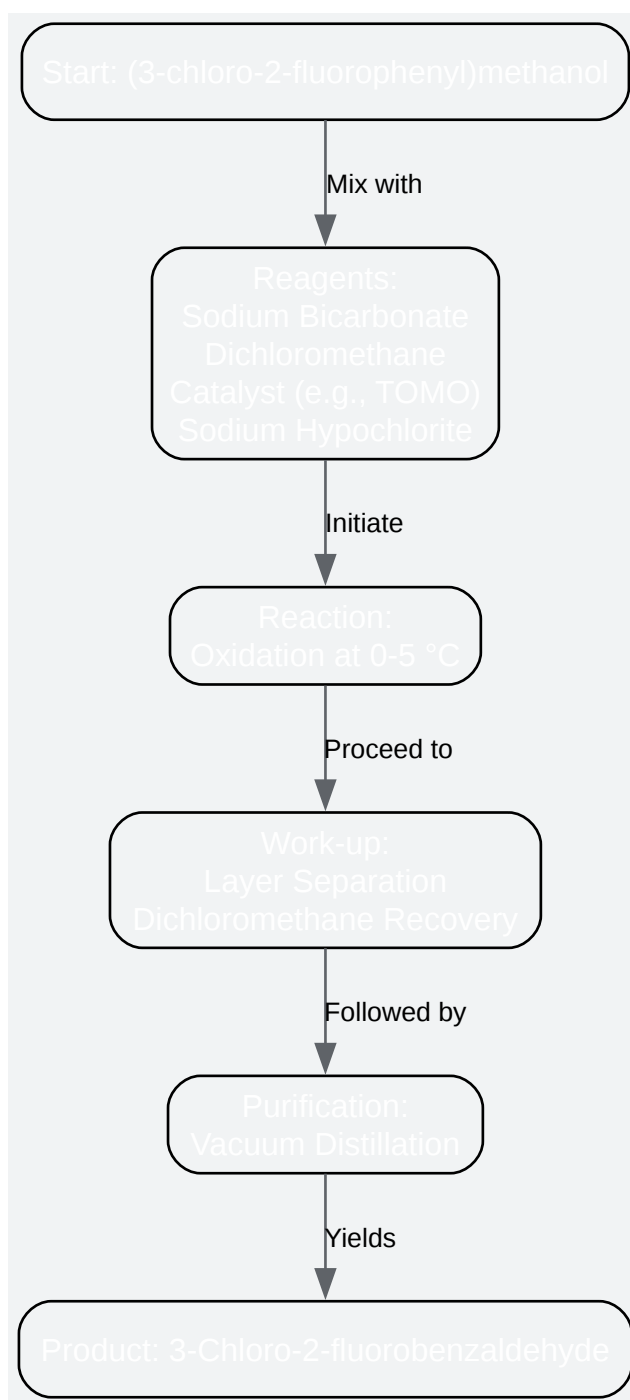 Start: (3-chloro-2-fluorophenyl)methanol
Mix with
Reagents:
Sodium Bicarbonate
Dichloromethane
Catalyst (e.g., TOMO)
Sodium Hypochlorite
Initiate
Reaction:
Oxidation at 0-5 °C
Proceed to
Work-up:
Layer Separation
Dichloromethane Recovery
Followed by
Purification:
Vacuum Distillation
Yields
Product: 3-Chloro-2-fluorobenzaldehyde